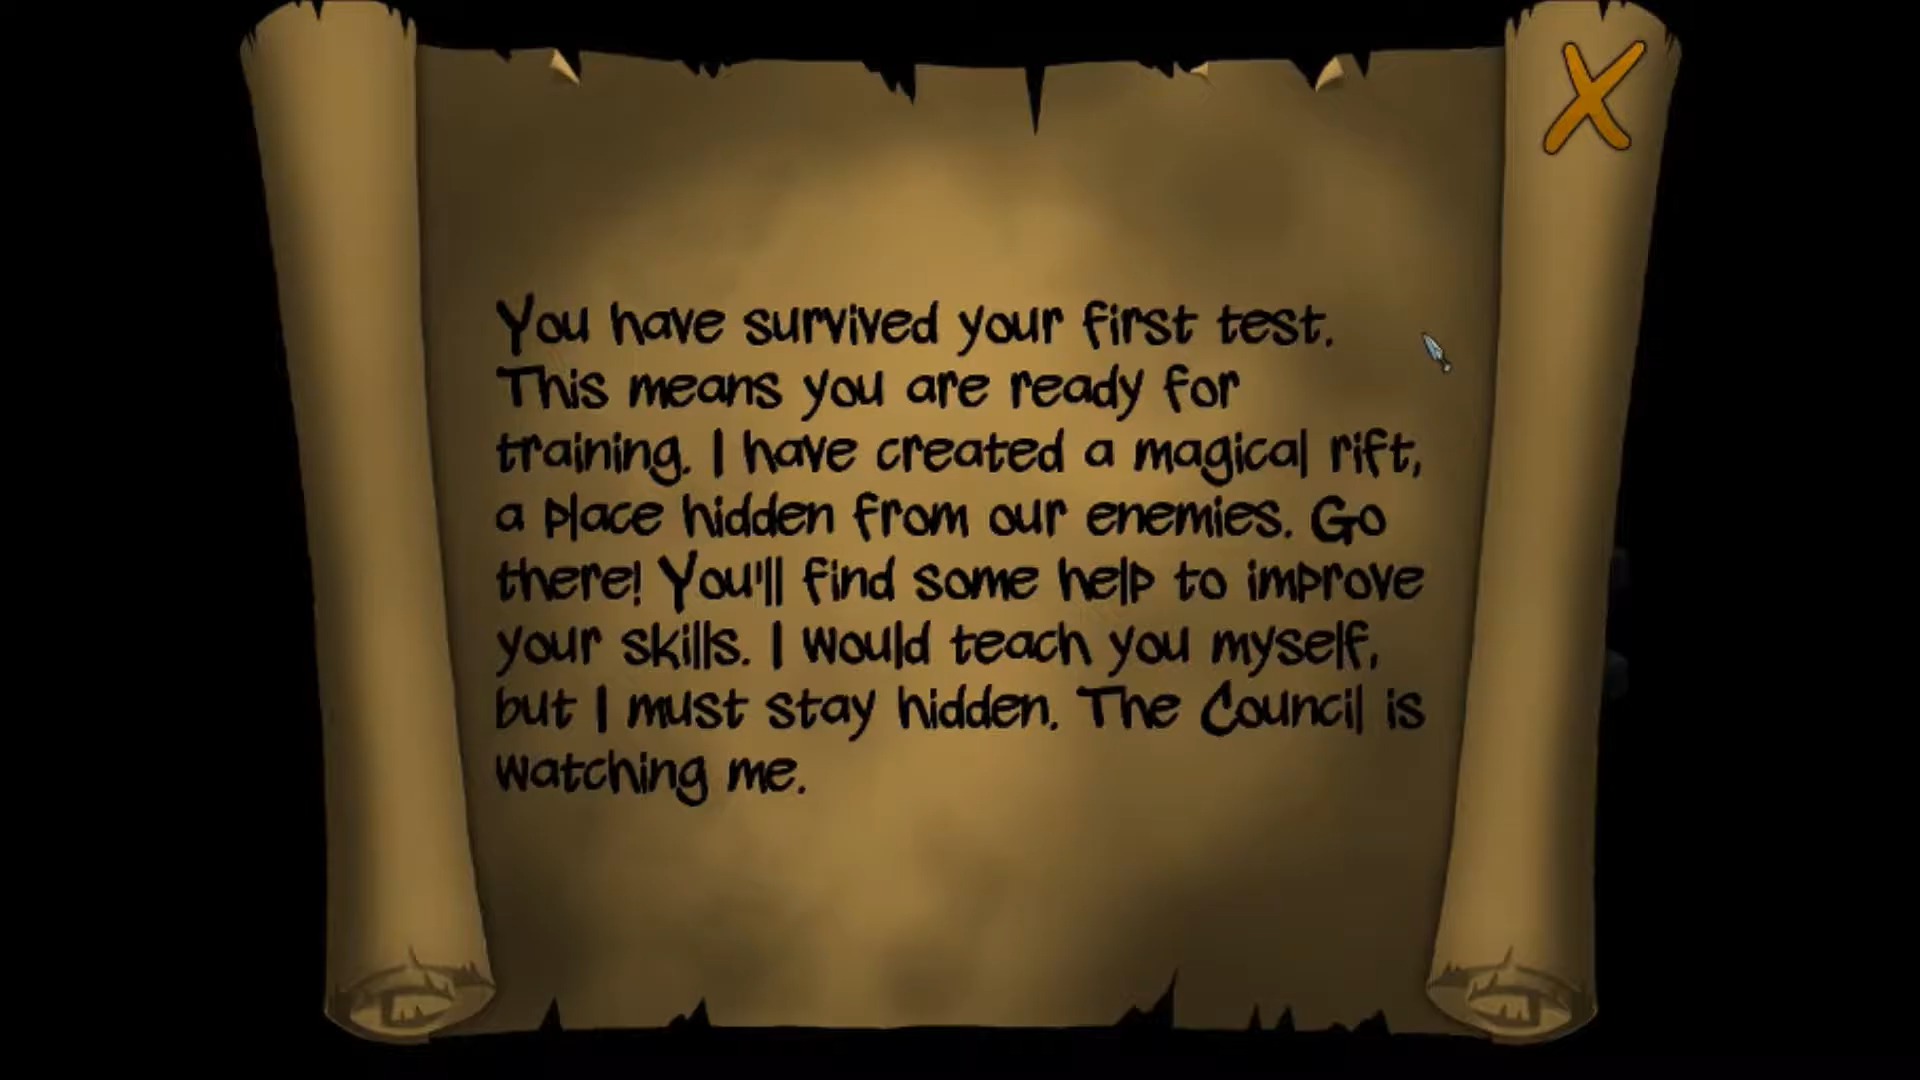 You have survived your first test.
This means you are ready for
training. I have created a magical rift,
a place hidden from our enemies. Go
there! You'll find some help to improve
your skills. I would teach you myself,
but I must stay hidden. The Council is
watching me.